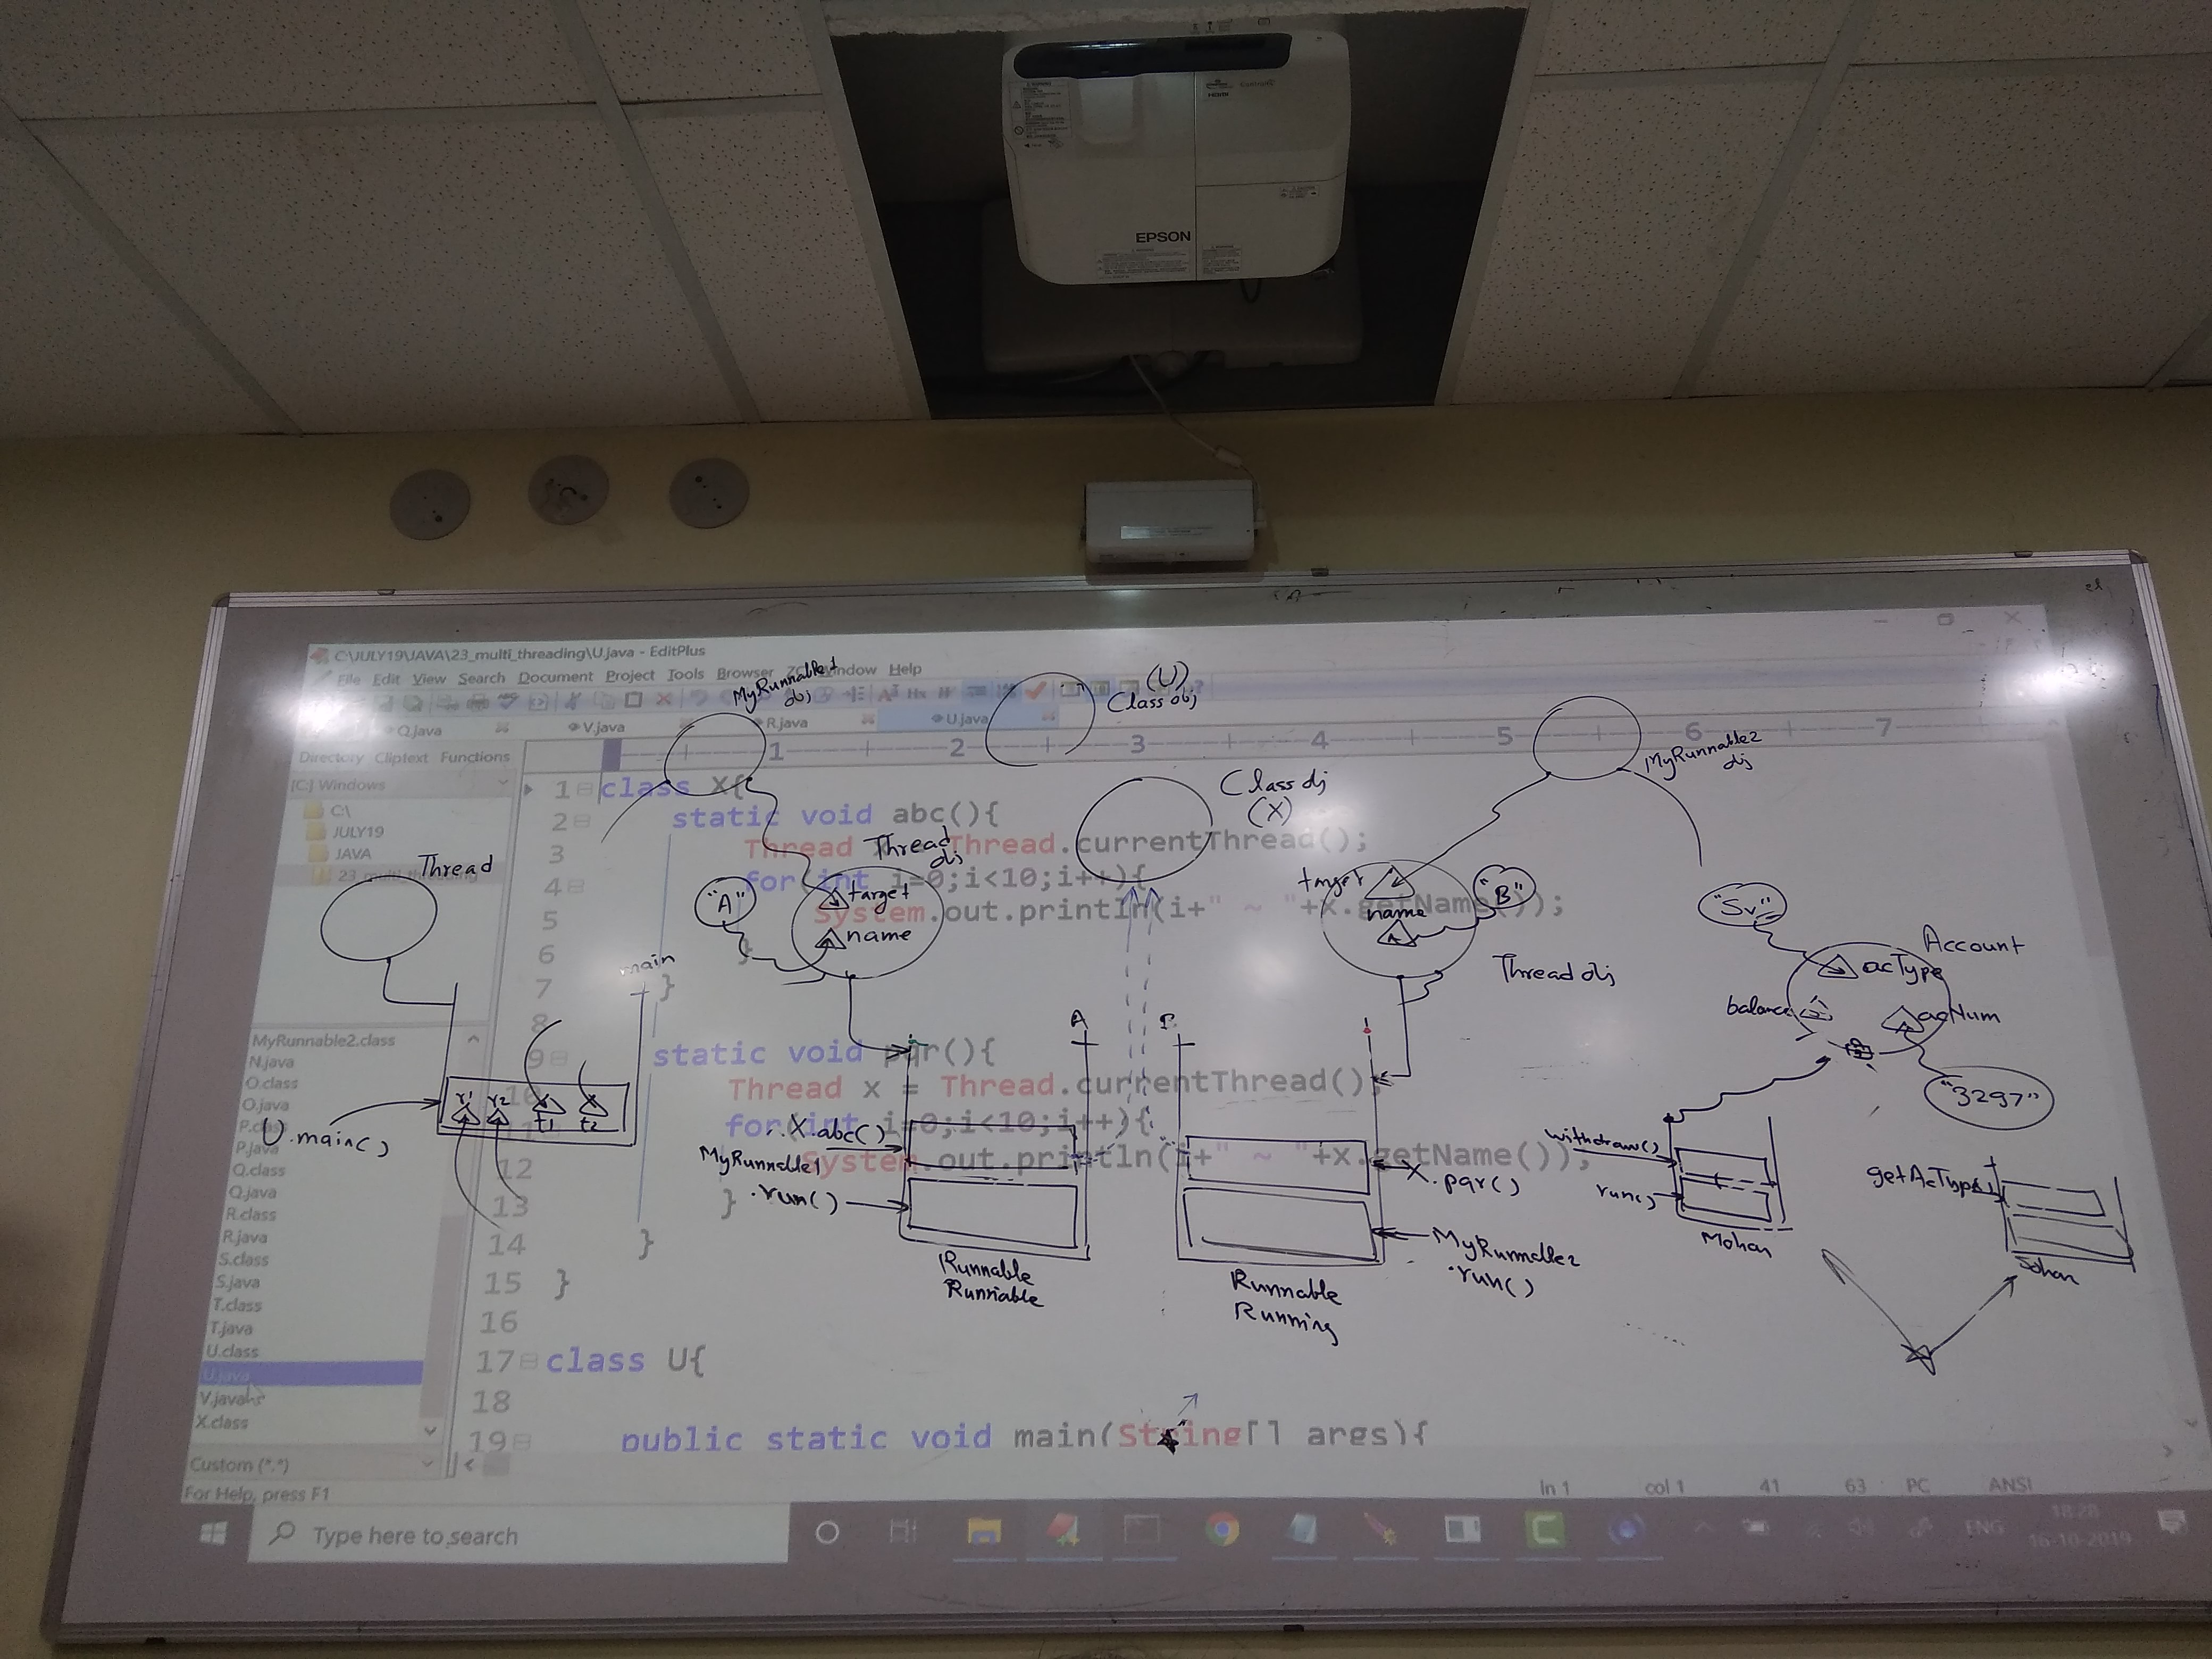 EPSON
HDMI
C:\JULY19\JAVA\23_multi_threading\U.java - EditPlus
File Edit View Search Document Project Tools Browser Window Help
Q.java V.java R.java U.java
Directory Cliptext Functions
1 2 3 4 5 6 7
[C:] Windows
C:\
JULY19
JAVA
23_multi_threading
MyRunnable2.class
N.java
O.class
O.java
P.class
P.java
Q.class
Q.java
R.class
R.java
S.class
S.java
T.class
T.java
U.class
U.java
V.java
X.class
Custom (*.*)
1 class X{
2 static void abc(){
3 Thread x = Thread.currentThread();
4 for(int i=0;i<10;i++){
5 System.out.println(i+" ~ "+x.getName());
6 }
7 }
8
9 static void pqr(){
10 Thread x = Thread.currentThread();
11 for(int i=0;i<10;i++){
12 System.out.println(i+" ~ "+x.getName());
13 }
14 }
15 }
16
17 class U{
18
19 public static void main(String[] args){
For Help, press F1
ln 1 col 1 41 63 PC ANSI
Type here to search
ENG
18:28
16-10-2019
MyRunnable1
obj
(U)
Class obj
Class obj
(X)
MyRunnable2
obj
Thread
Thread
obj
"A"
target
name
target
name
"B"
Thread obj
main
r1 r2 t1 t2
U.main()
A
B
X.abc()
MyRunnable1
.run()
Runnable
Runnable
X.pqr()
MyRunnable2
.run()
Runnable
Running
"Sv"
Account
acType
balance
acNum
"3297"
withdraw()
run()
Mohan
getAcType()
Sohan